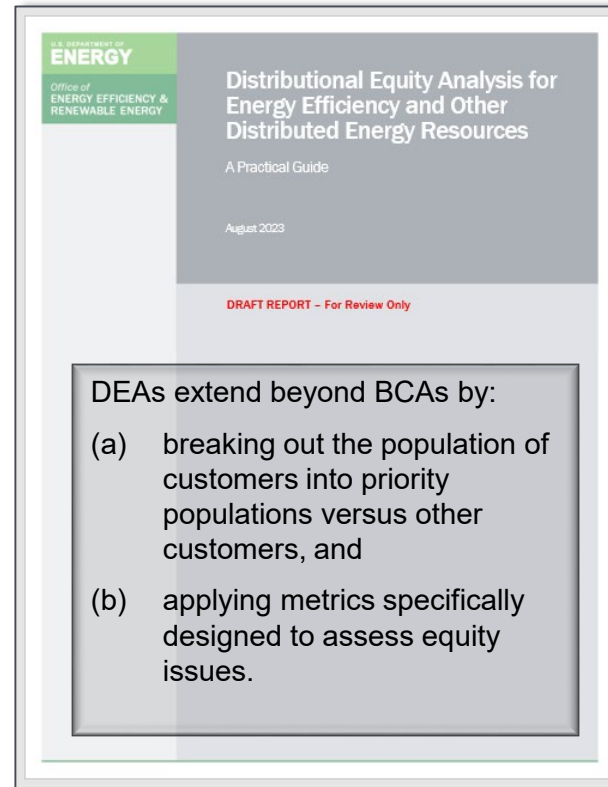 U.S. DEPARTMENT OF
ENERGY
Office of
ENERGY EFFICIENCY &
RENEWABLE ENERGY
Distributional Equity Analysis for
Energy Efficiency and Other
Distributed Energy Resources
A Practical Guide
August 2023
DRAFT REPORT – For Review Only
DEAs extend beyond BCAs by:
(a) breaking out the population of
customers into priority
populations versus other
customers, and
(b) applying metrics specifically
designed to assess equity
issues.